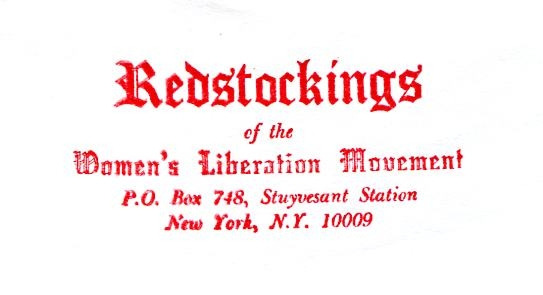 Redstockings
of the
Women's Liberation Movement
P.O. Box 748, Stuyvesant Station
New York, N.Y. 10009